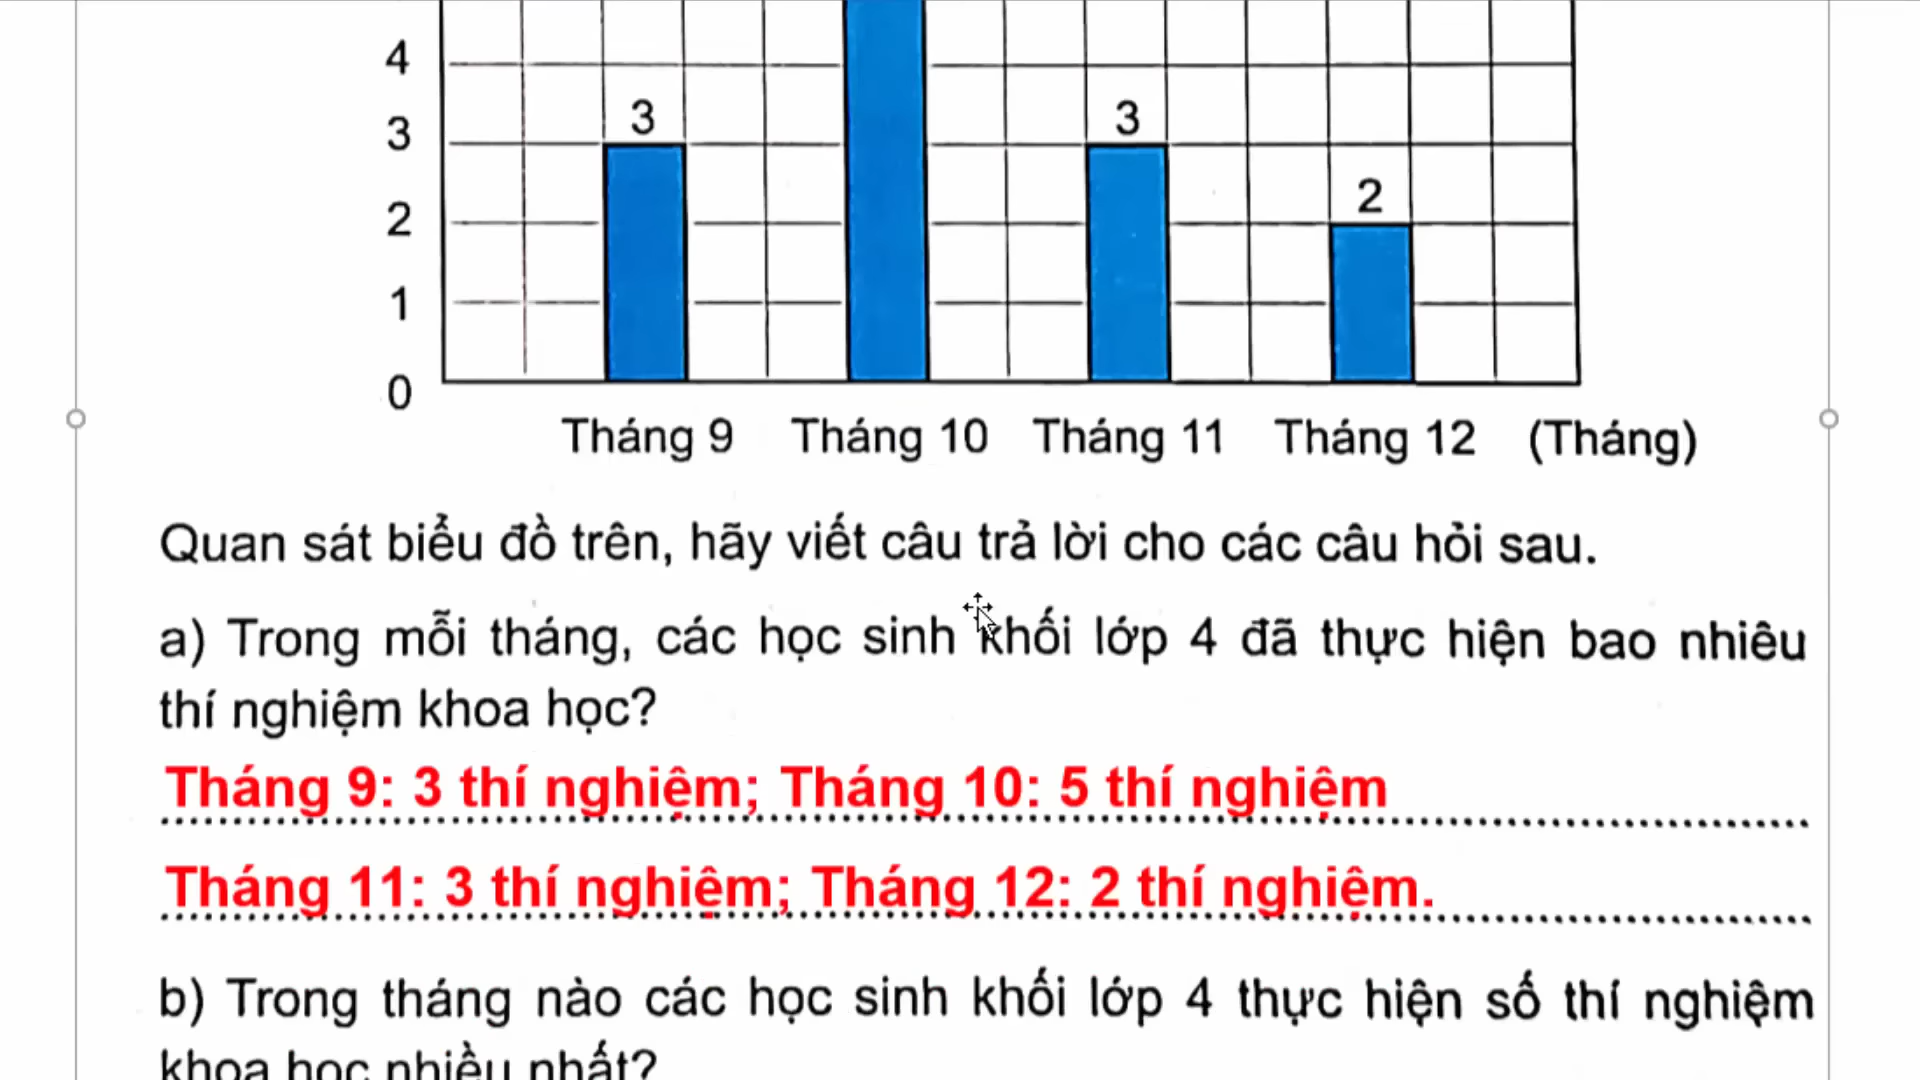 4
3
3
3
2
2
1
0
Tháng 9 Tháng 10 Tháng 11 Tháng 12 (Tháng)
Quan sát biểu đồ trên, hãy viết câu trả lời cho các câu hỏi sau.
a) Trong mỗi tháng, các học sinh khối lớp 4 đã thực hiện bao nhiêu
thí nghiệm khoa học?
Tháng 9: 3 thí nghiệm; Tháng 10: 5 thí nghiệm
Tháng 11: 3 thí nghiệm; Tháng 12: 2 thí nghiệm.
b) Trong tháng nào các học sinh khối lớp 4 thực hiện số thí nghiệm
khoa học nhiều nhất?